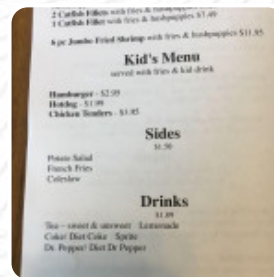 2 Catfish Fillets with fries & hushpuppies
1 Catfish Fillet with fries & hushpuppies $7.49
6 pc Jumbo Fried Shrimp with fries & hushpuppies $11.95
Kid's Menu
served with fries & kid drink
Hamburger - $2.95
Hotdog - $1.99
Chicken Tenders - $3.95
Sides
$1.50
Potato Salad
French Fries
Coleslaw
Drinks
$1.89
Tea – sweet & unsweet Lemonade
Coke/ Diet Coke Sprite
Dr. Pepper/ Diet Dr Pepper